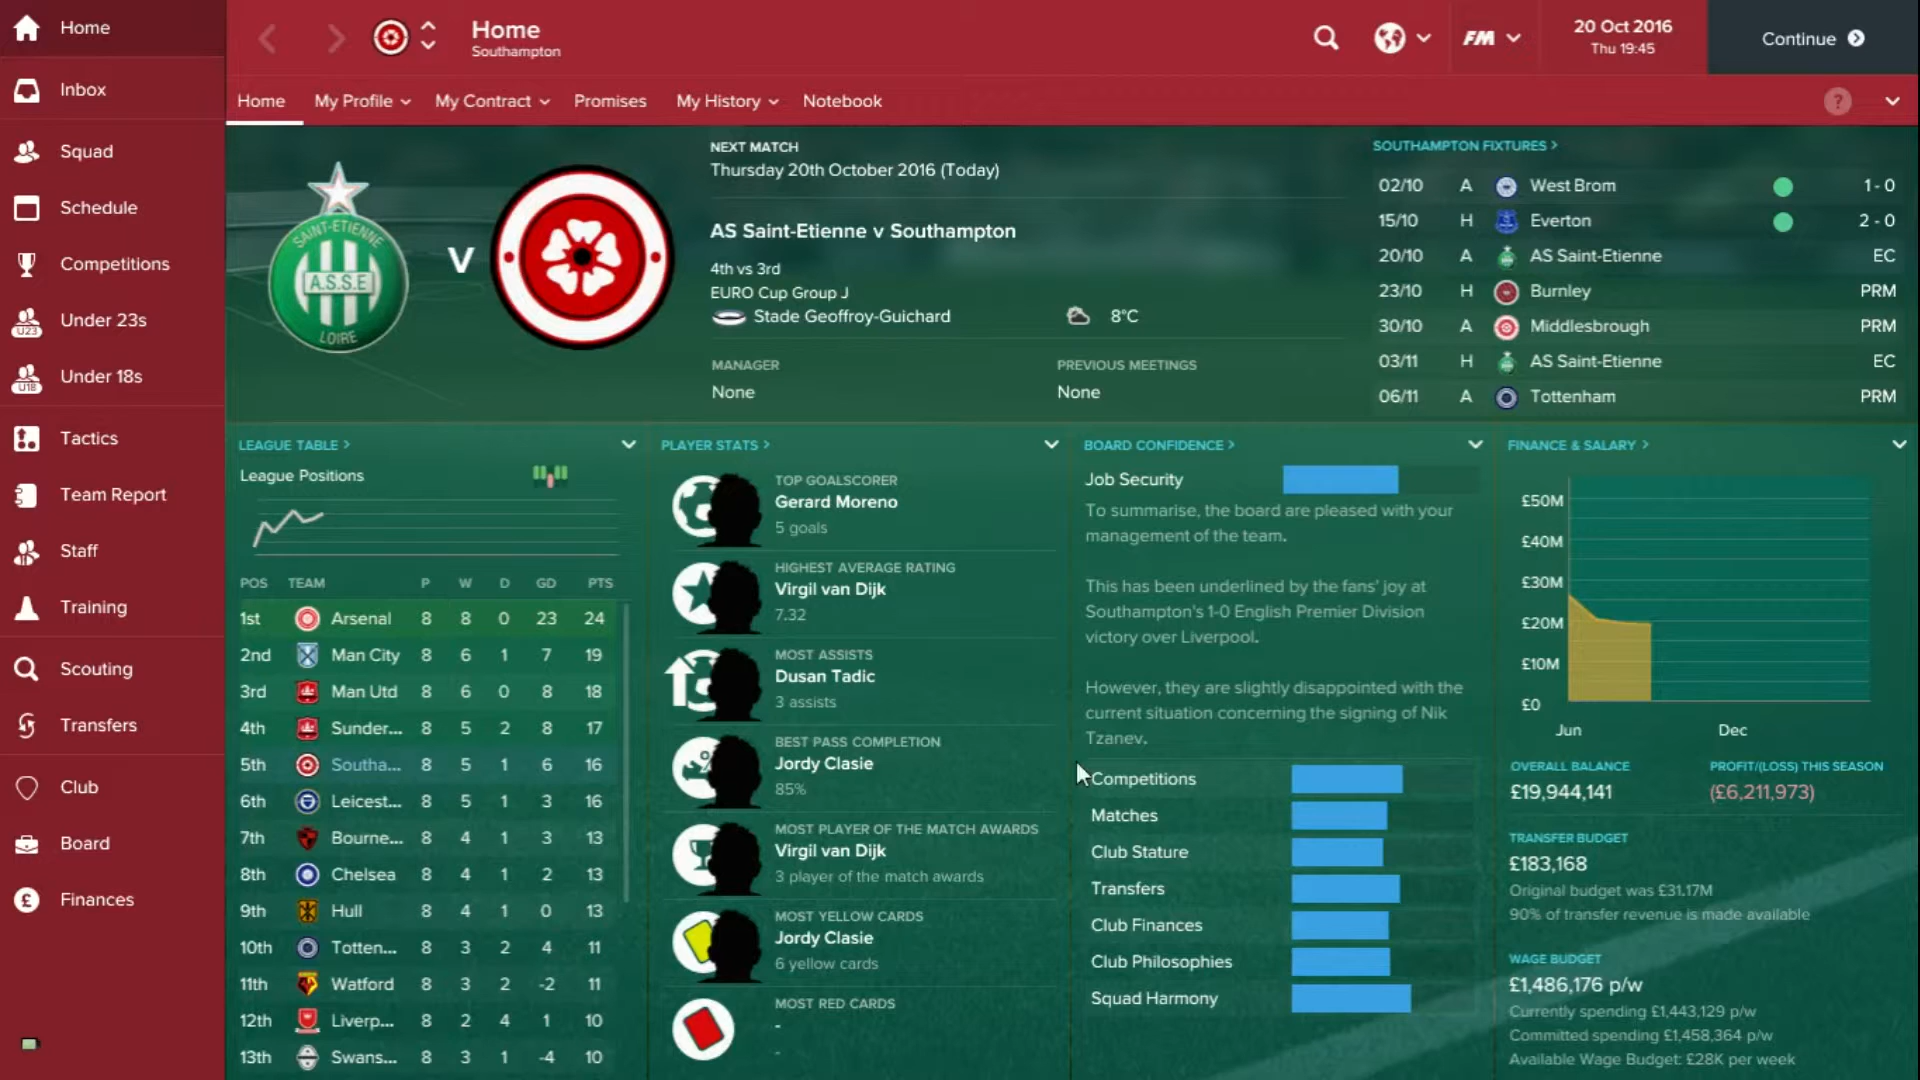 Home
Inbox
Squad
Schedule
Competitions
U23
Under 23s
U18
Under 18s
Tactics
Team Report
Staff
Training
Scouting
Transfers
Club
Board
Finances
Home
Southampton
FM
20 Oct 2016
Thu 19:45
Continue
Home My Profile My Contract Promises My History Notebook ?
SAINT-ETIENNE
A.S.S.E
LOIRE
V
NEXT MATCH
Thursday 20th October 2016 (Today)
AS Saint-Etienne v Southampton
4th vs 3rd
EURO Cup Group J
Stade Geoffroy-Guichard 8°C
MANAGER PREVIOUS MEETINGS
None None
SOUTHAMPTON FIXTURES >
02/10 A West Brom 1 - 0
15/10 H Everton 2 - 0
20/10 A AS Saint-Etienne EC
23/10 H Burnley PRM
30/10 A Middlesbrough PRM
03/11 H AS Saint-Etienne EC
06/11 A Tottenham PRM
LEAGUE TABLE >
League Positions
POS TEAM P W D GD PTS
1st Arsenal 8 8 0 23 24
2nd Man City 8 6 1 7 19
3rd Man Utd 8 6 0 8 18
4th Sunder... 8 5 2 8 17
5th Southa... 8 5 1 6 16
6th Leicest... 8 5 1 3 16
7th Bourne... 8 4 1 3 13
8th Chelsea 8 4 1 2 13
9th Hull 8 4 1 0 13
10th Totten... 8 3 2 4 11
11th Watford 8 3 2 -2 11
12th Liverp... 8 2 4 1 10
13th Swans... 8 3 1 -4 10
PLAYER STATS >
TOP GOALSCORER
Gerard Moreno
5 goals
HIGHEST AVERAGE RATING
Virgil van Dijk
7.32
MOST ASSISTS
Dusan Tadic
3 assists
BEST PASS COMPLETION
Jordy Clasie
85%
MOST PLAYER OF THE MATCH AWARDS
Virgil van Dijk
3 player of the match awards
MOST YELLOW CARDS
Jordy Clasie
6 yellow cards
MOST RED CARDS
-
-
BOARD CONFIDENCE >
Job Security
To summarise, the board are pleased with your
management of the team.
This has been underlined by the fans' joy at
Southampton's 1-0 English Premier Division
victory over Liverpool.
However, they are slightly disappointed with the
current situation concerning the signing of Nik
Tzanev.
Competitions
Matches
Club Stature
Transfers
Club Finances
Club Philosophies
Squad Harmony
FINANCE & SALARY >
£50M
£40M
£30M
£20M
£10M
£0
Jun Dec
OVERALL BALANCE PROFIT/(LOSS) THIS SEASON
£19,944,141 (£6,211,973)
TRANSFER BUDGET
£183,168
Original budget was £31.17M
90% of transfer revenue is made available
WAGE BUDGET
£1,486,176 p/w
Currently spending £1,443,129 p/w
Committed spending £1,458,364 p/w
Available Wage Budget: £28K per week